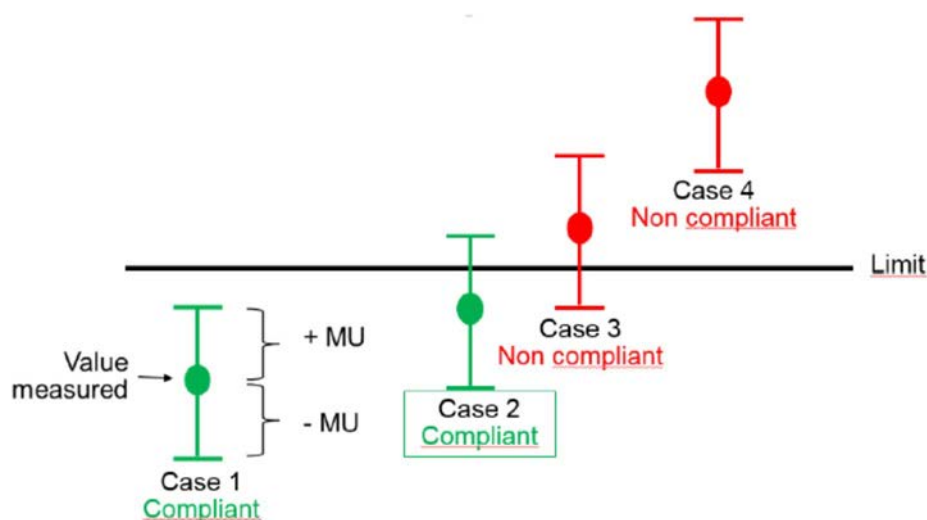 Case 4
Non compliant
Limit
Case 3
Non compliant
+ MU
Value
measured
- MU
Case 2
Compliant
Case 1
Compliant